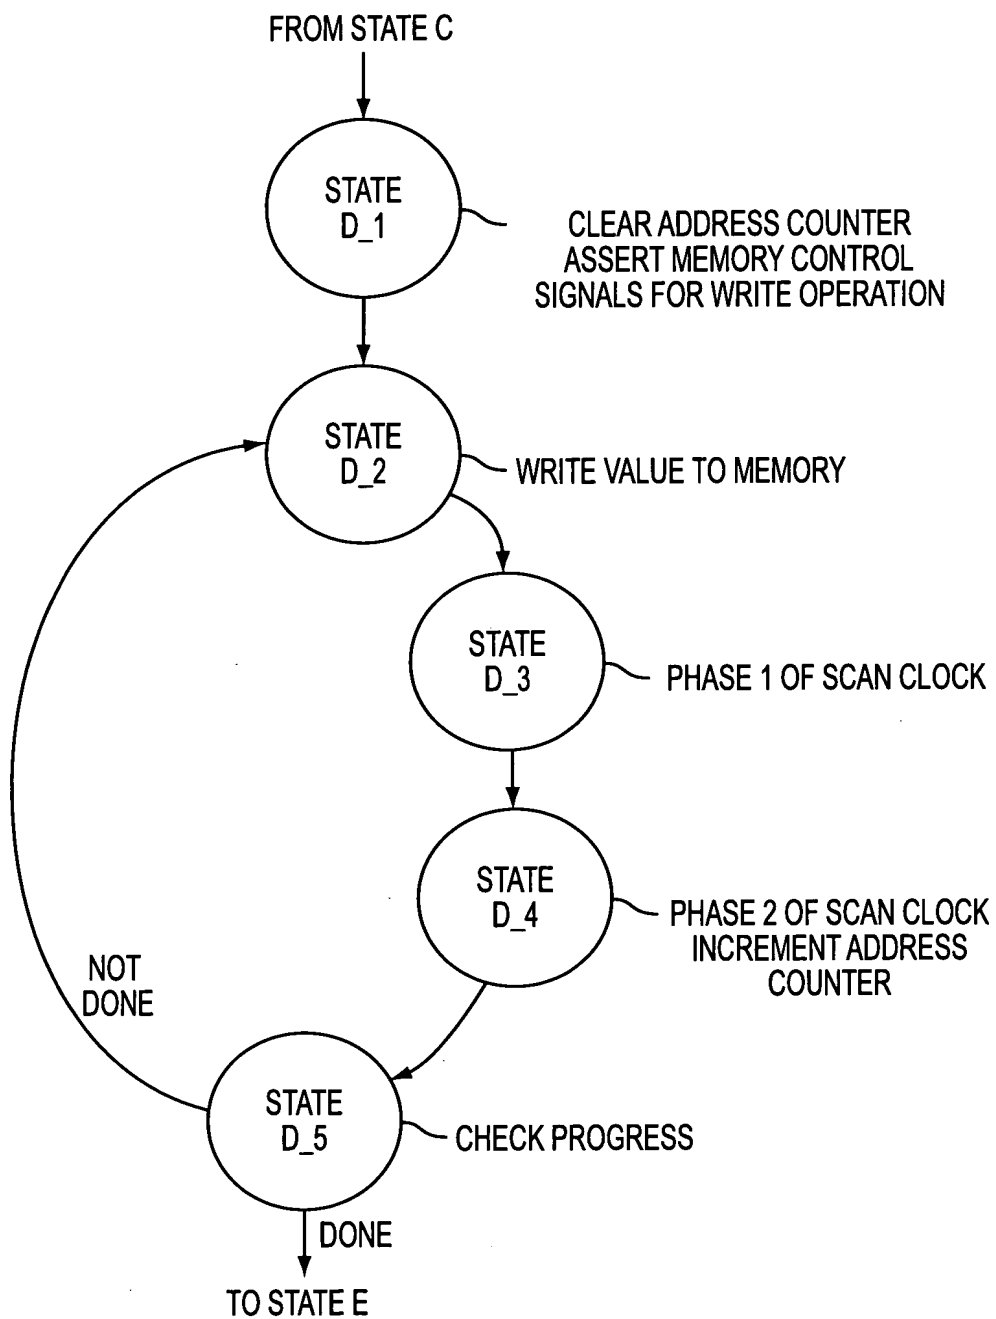 FROM STATE C
STATE
D_1
CLEAR ADDRESS COUNTER
ASSERT MEMORY CONTROL
SIGNALS FOR WRITE OPERATION
STATE
D_2
WRITE VALUE TO MEMORY
STATE
D_3
PHASE 1 OF SCAN CLOCK
STATE
D_4
PHASE 2 OF SCAN CLOCK
INCREMENT ADDRESS
COUNTER
NOT
DONE
STATE
D_5
CHECK PROGRESS
DONE
TO STATE E